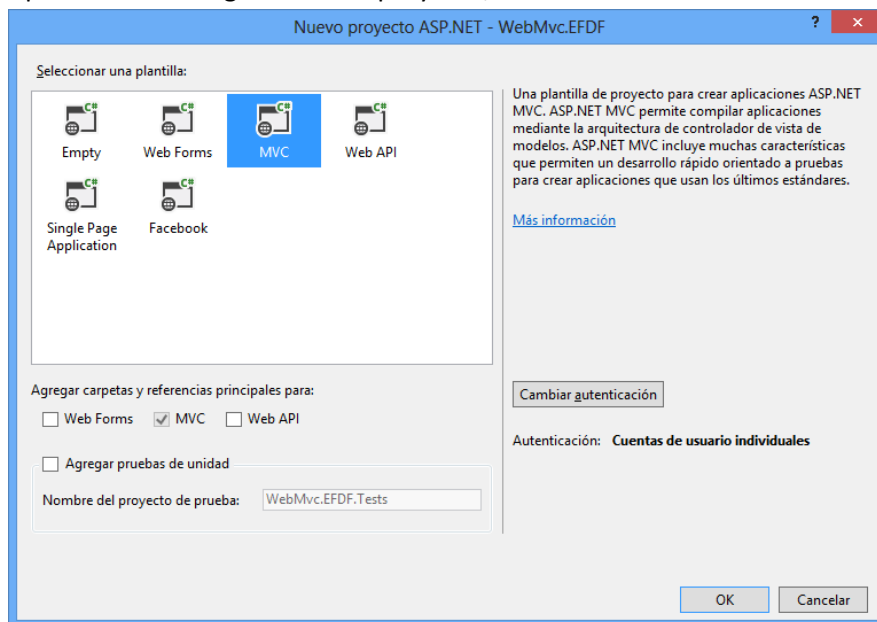 Nuevo proyecto ASP.NET - WebMvc.EFDF
?
×
Seleccionar una plantilla:
C#
C#
C#
C#
Empty
Web Forms
MVC
Web API
C#
C#
Single Page
Application
Facebook
Una plantilla de proyecto para crear aplicaciones ASP.NET
MVC. ASP.NET MVC permite compilar aplicaciones
mediante la arquitectura de controlador de vista de
modelos. ASP.NET MVC incluye muchas características
que permiten un desarrollo rápido orientado a pruebas
para crear aplicaciones que usan los últimos estándares.
Más información
Agregar carpetas y referencias principales para:
Web Forms
MVC
Web API
Agregar pruebas de unidad
Nombre del proyecto de prueba:
WebMvc.EFDF.Tests
Cambiar autenticación
Autenticación: Cuentas de usuario individuales
OK
Cancelar